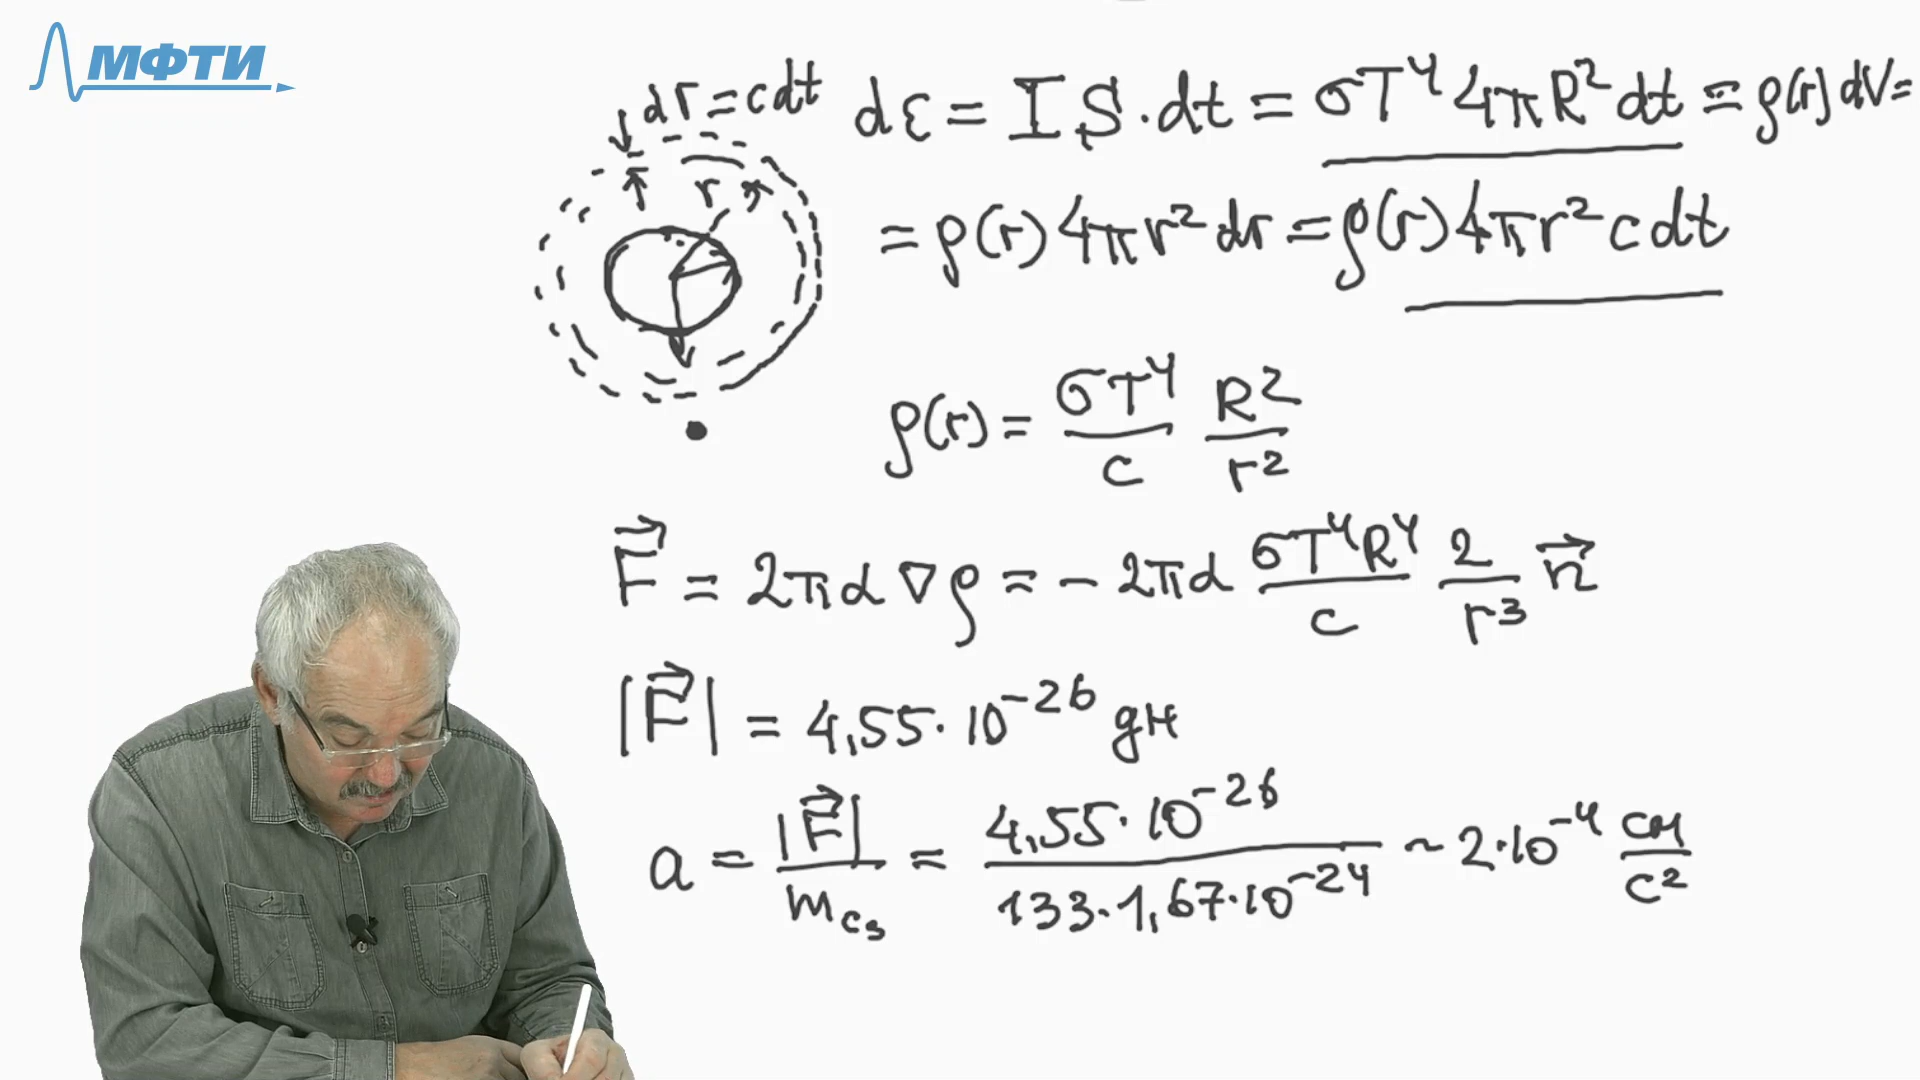 МФТИ
dr = cdt
dε = I S · dt = σT⁴ 4πR² dt = ρ(r) dV =
r
= ρ(r) 4πr² dr = ρ(r) 4πr² c dt
ρ(r) = σT⁴/c R²/r²
F⃗ = 2πα ∇ρ = − 2πα σT⁴R⁴/c 2/r³ n⃗
|F⃗| = 4,55 · 10⁻²⁶ дн
a = |F⃗|/m_Cs = 4,55 · 10⁻²⁶/133 · 1,67 · 10⁻²⁴ ~ 2 · 10⁻⁴ см/с²